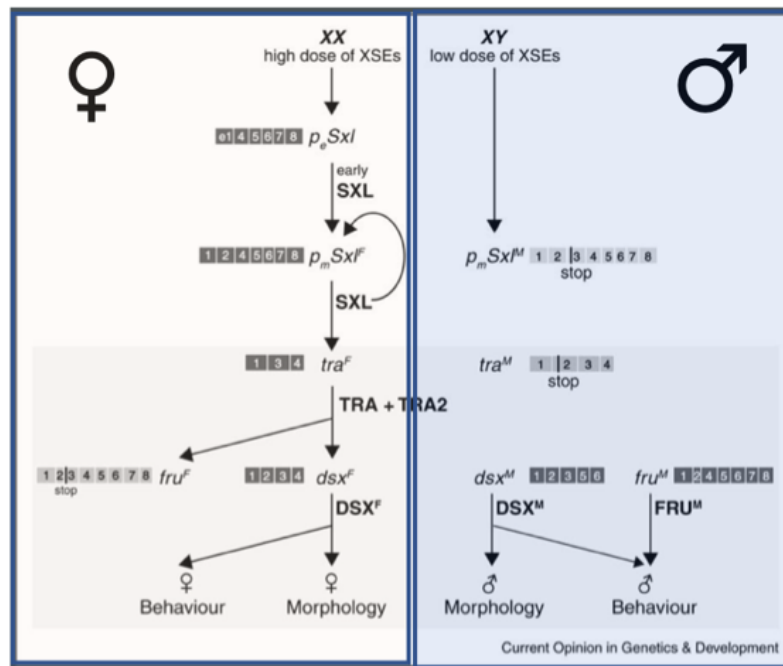 ♀
XX
high dose of XSEs
e1 4 5 6 7 8 pₑSxl
early
SXL
1 2 4 5 6 7 8 pₘSxlF
SXL
1 3 4 traF
TRA + TRA2
1 2 3 4 5 6 7 8 fruF
stop
1 2 3 4 dsxF
DSXF
♀
Behaviour
♀
Morphology
♂
XY
low dose of XSEs
pₘSxlM 1 2 3 4 5 6 7 8
stop
traM 1 2 3 4
stop
dsxM 1 2 3 5 6
DSXM
fruM 1 2 4 5 6 7 8
FRUM
♂
Morphology
♂
Behaviour
Current Opinion in Genetics & Development